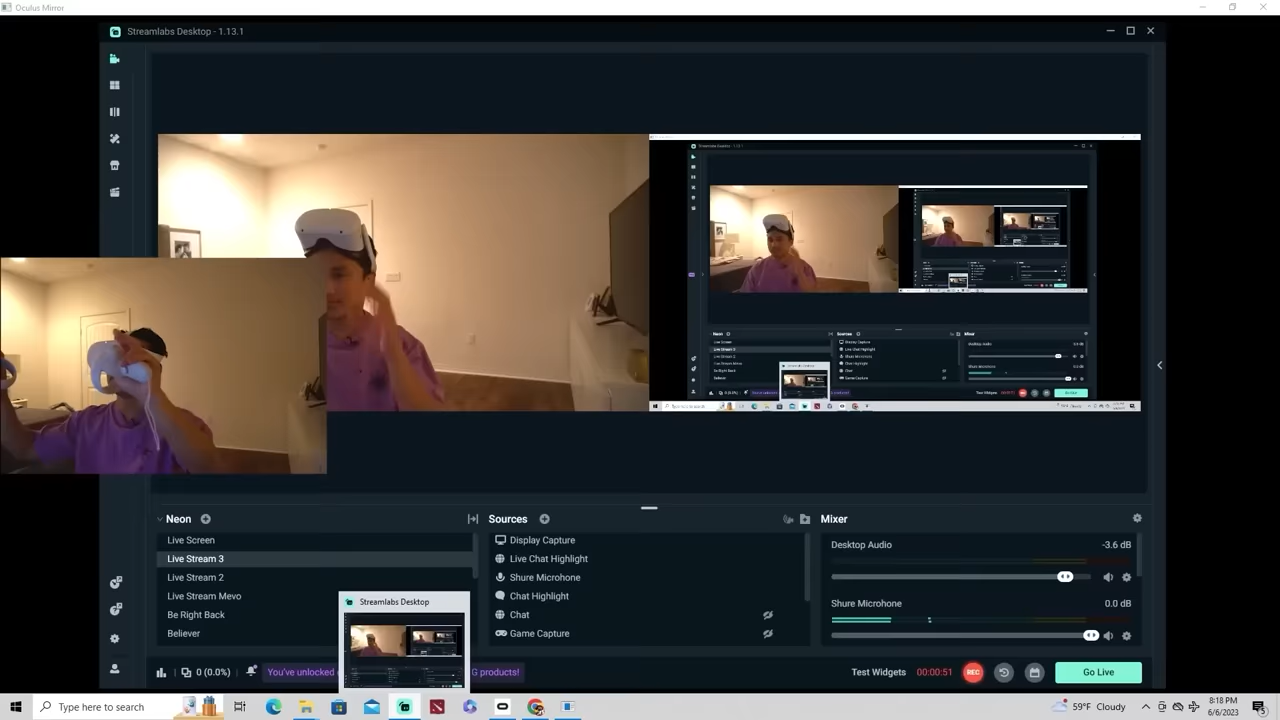 Oculus Mirror
Streamlabs Desktop - 1.13.1
Neon
Live Screen
Live Stream 3
Live Stream 2
Live Stream Mevo
Be Right Back
Believer
Sources
Display Capture
Live Chat Highlight
Shure Microhone
Chat Highlight
Chat
Game Capture
Mixer
Desktop Audio
-3.6 dB
Shure Microhone
0.0 dB
Streamlabs Desktop
0 (0.0%)
You've unlocked
G products!
Test Widgets
00:00:51
REC
Go Live
Type here to search
59°F Cloudy
8:18 PM
6/6/2023